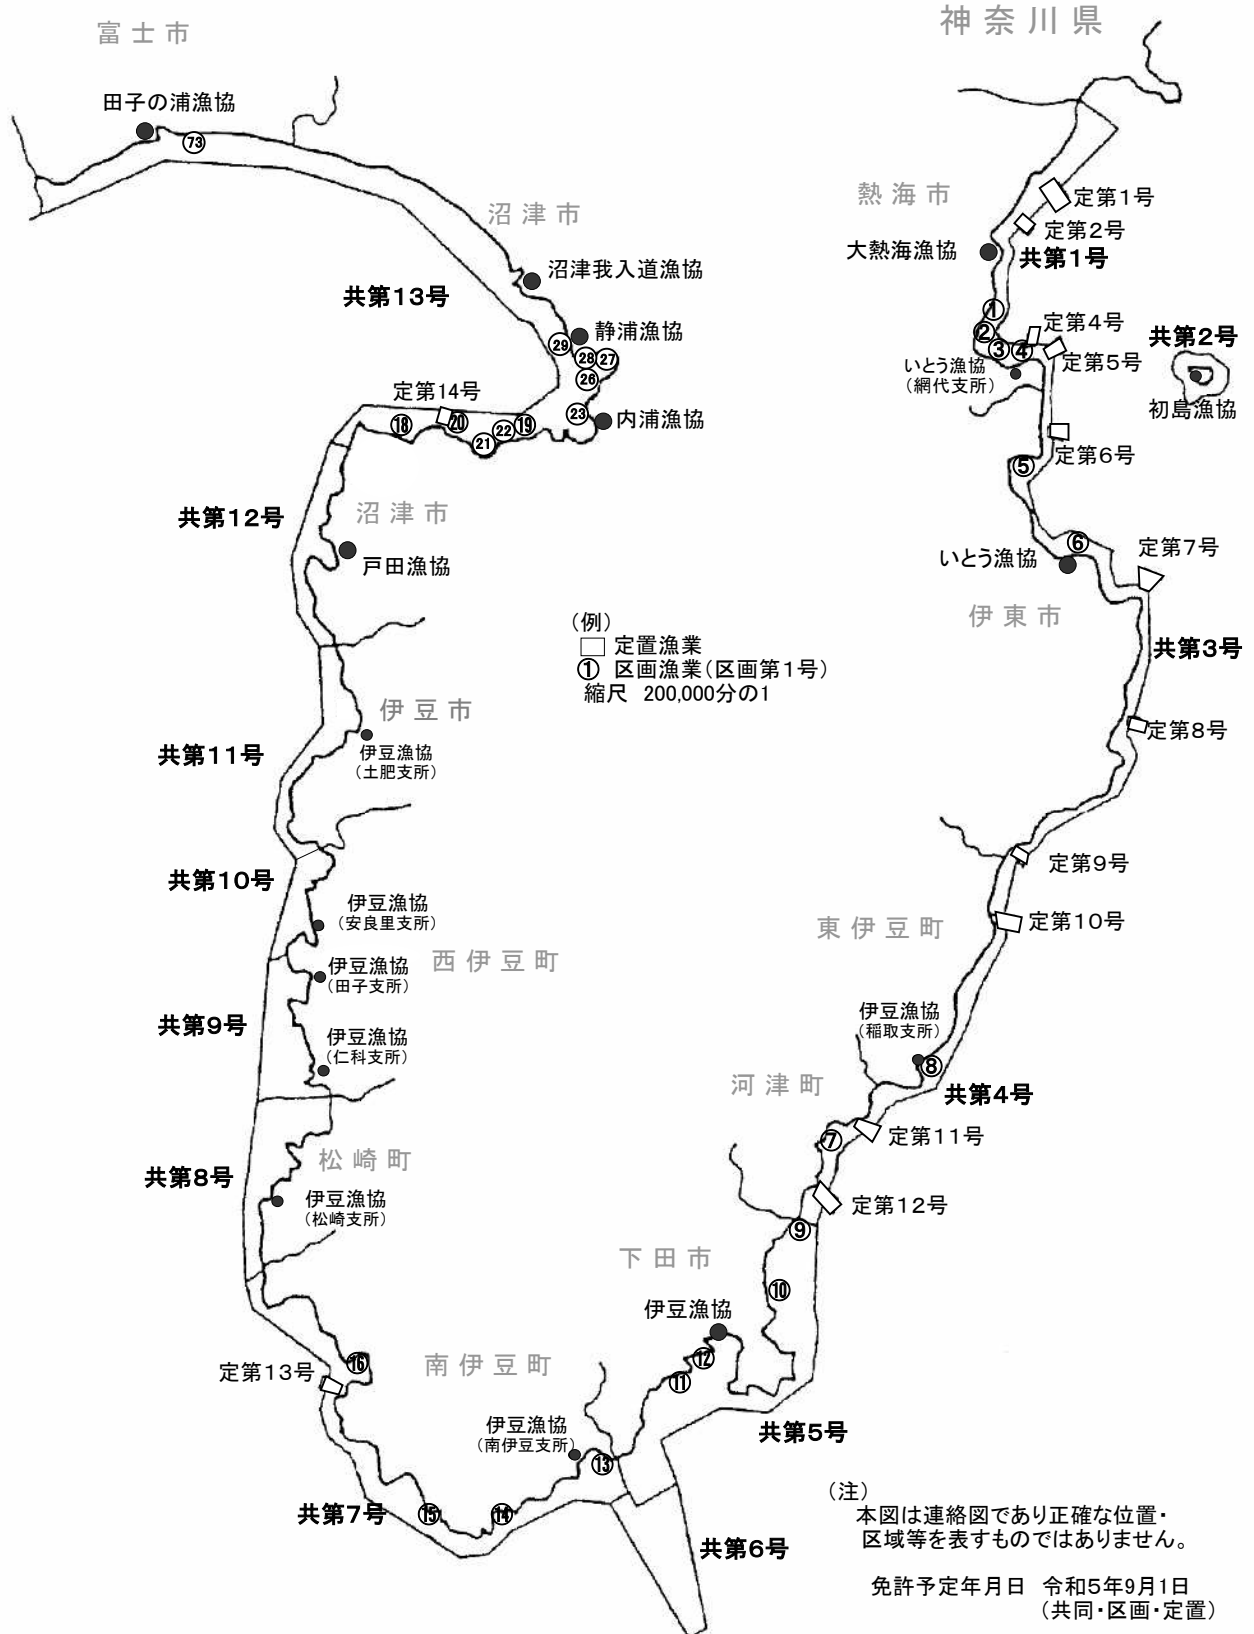 神奈川県
富士市
田子の浦漁協
73
熱海市
定第1号
沼津市
定第2号
大熱海漁協
共第1号
沼津我入道漁協
共第13号
①
定第4号
静浦漁協
②
共第2号
29
③
④
28
27
定第5号
いとう漁協
(網代支所)
26
定第14号
初島漁協
23
内浦漁協
⑱
⑳
⑲
22
21
定第6号
⑤
共第12号
沼津市
⑥
定第7号
戸田漁協
いとう漁協
伊東市
(例)
定置漁業
共第3号
① 区画漁業(区画第1号)
縮尺 200,000分の1
伊豆市
定第8号
共第11号
伊豆漁協
(土肥支所)
定第9号
共第10号
伊豆漁協
(安良里支所)
東伊豆町
定第10号
西伊豆町
伊豆漁協
(田子支所)
伊豆漁協
(稲取支所)
共第9号
伊豆漁協
(仁科支所)
⑧
河津町
共第4号
⑦
定第11号
松崎町
共第8号
伊豆漁協
(松崎支所)
定第12号
⑨
下田市
⑩
伊豆漁協
⑫
⑯
南伊豆町
定第13号
⑪
伊豆漁協
(南伊豆支所)
共第5号
⑬
(注)
本図は連絡図であり正確な位置・
区域等を表すものではありません。
共第7号
⑮
⑭
共第6号
免許予定年月日 令和5年9月1日
(共同・区画・定置)